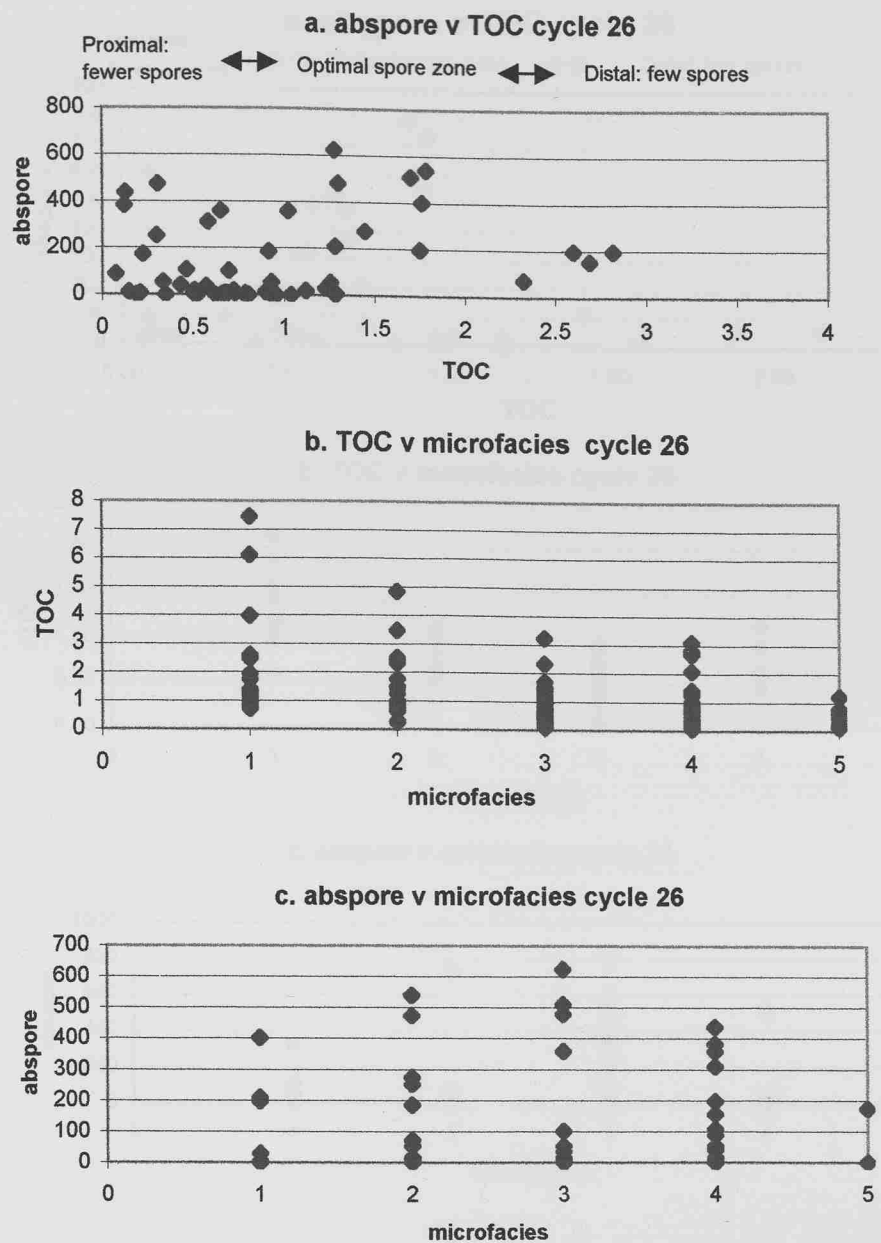 a. abspore v TOC cycle 26
Proximal:
fewer spores
Optimal spore zone
Distal: few spores
800
600
400
200
0
abspore
0 0.5 1 1.5 2 2.5 3 3.5 4
TOC
b. TOC v microfacies cycle 26
8
7
6
5
4
3
2
1
0
TOC
0 1 2 3 4 5
microfacies
c. abspore v microfacies cycle 26
700
600
500
400
300
200
100
0
abspore
0 1 2 3 4 5
microfacies